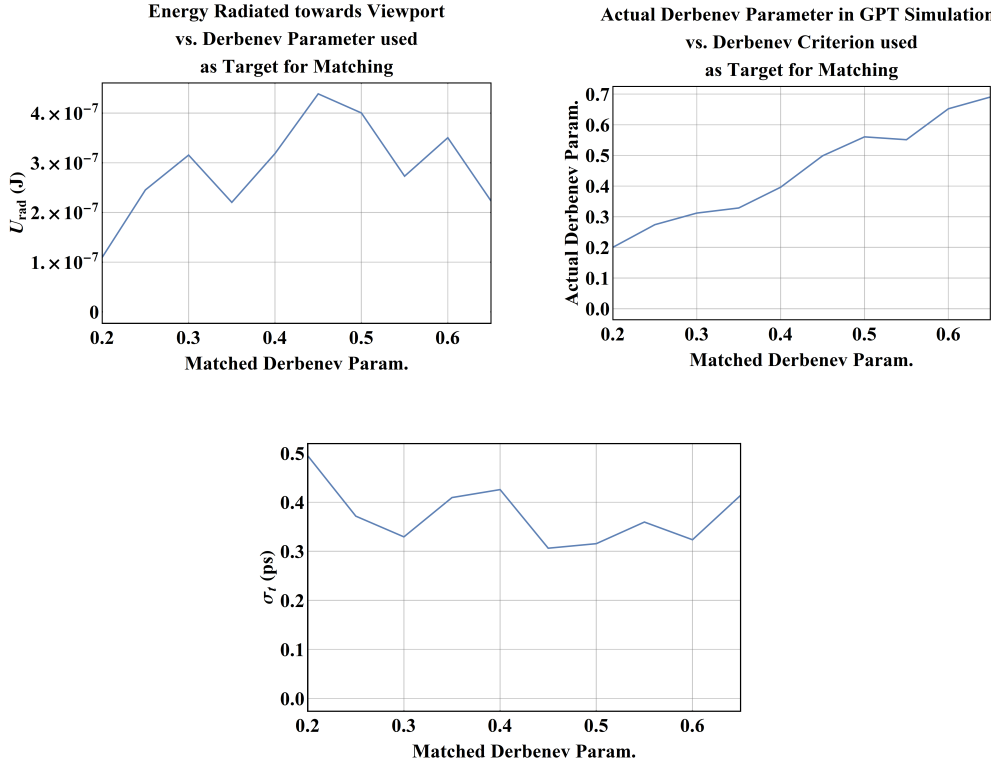 Energy Radiated towards Viewport
vs. Derbenev Parameter used
as Target for Matching
4.×10⁻⁷
3.×10⁻⁷
2.×10⁻⁷
1.×10⁻⁷
0
U_rad (J)
0.2 0.3 0.4 0.5 0.6
Matched Derbenev Param.
Actual Derbenev Parameter in GPT Simulation
vs. Derbenev Criterion used
as Target for Matching
0.7
0.6
0.5
0.4
0.3
0.2
0.1
0.0
Actual Derbenev Param.
0.2 0.3 0.4 0.5 0.6
Matched Derbenev Param.
0.5
0.4
0.3
0.2
0.1
0.0
σ_t (ps)
0.2 0.3 0.4 0.5 0.6
Matched Derbenev Param.